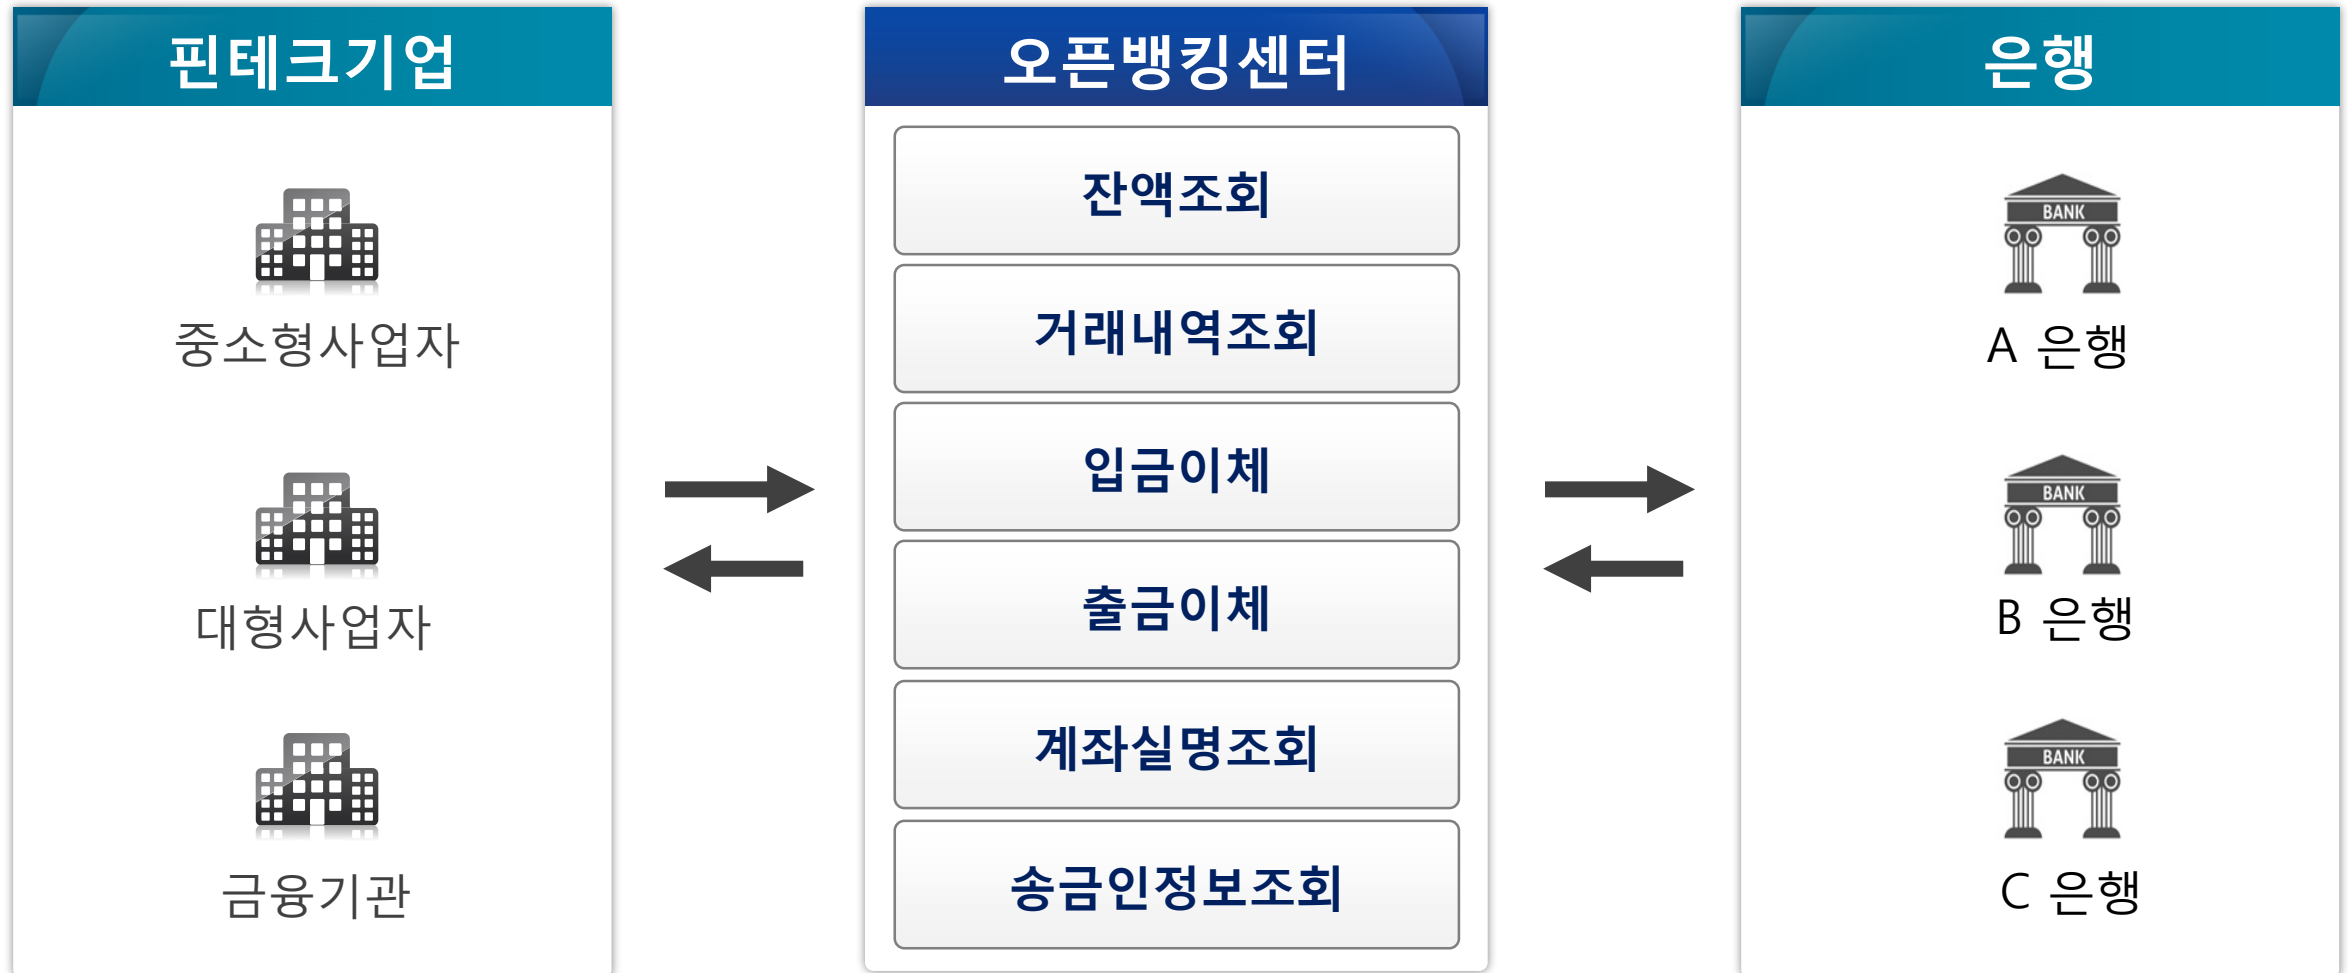 핀테크기업
중소형사업자
대형사업자
금융기관
오픈뱅킹센터
잔액조회
거래내역조회
입금이체
출금이체
계좌실명조회
송금인정보조회
은행
BANK
A 은행
BANK
B 은행
BANK
C 은행